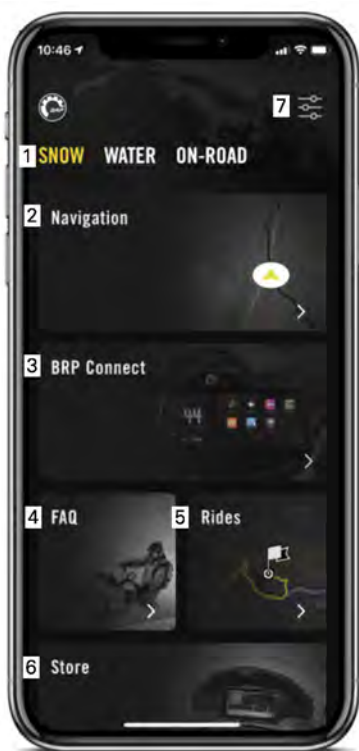 10:46
7
1 SNOW WATER ON-ROAD
2 Navigation
3 BRP Connect
44
4 FAQ
5 Rides
6 Store